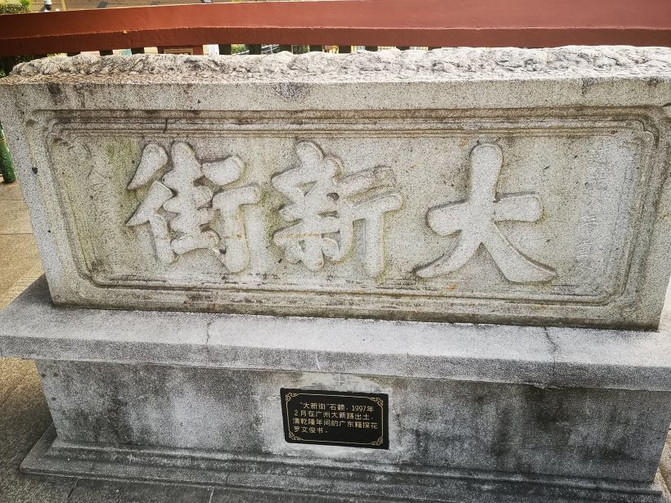 大新街
“大新街”石额，1997年
2月在广州大新路出土，
清乾隆年间的广东籍探花
罗文俊书。